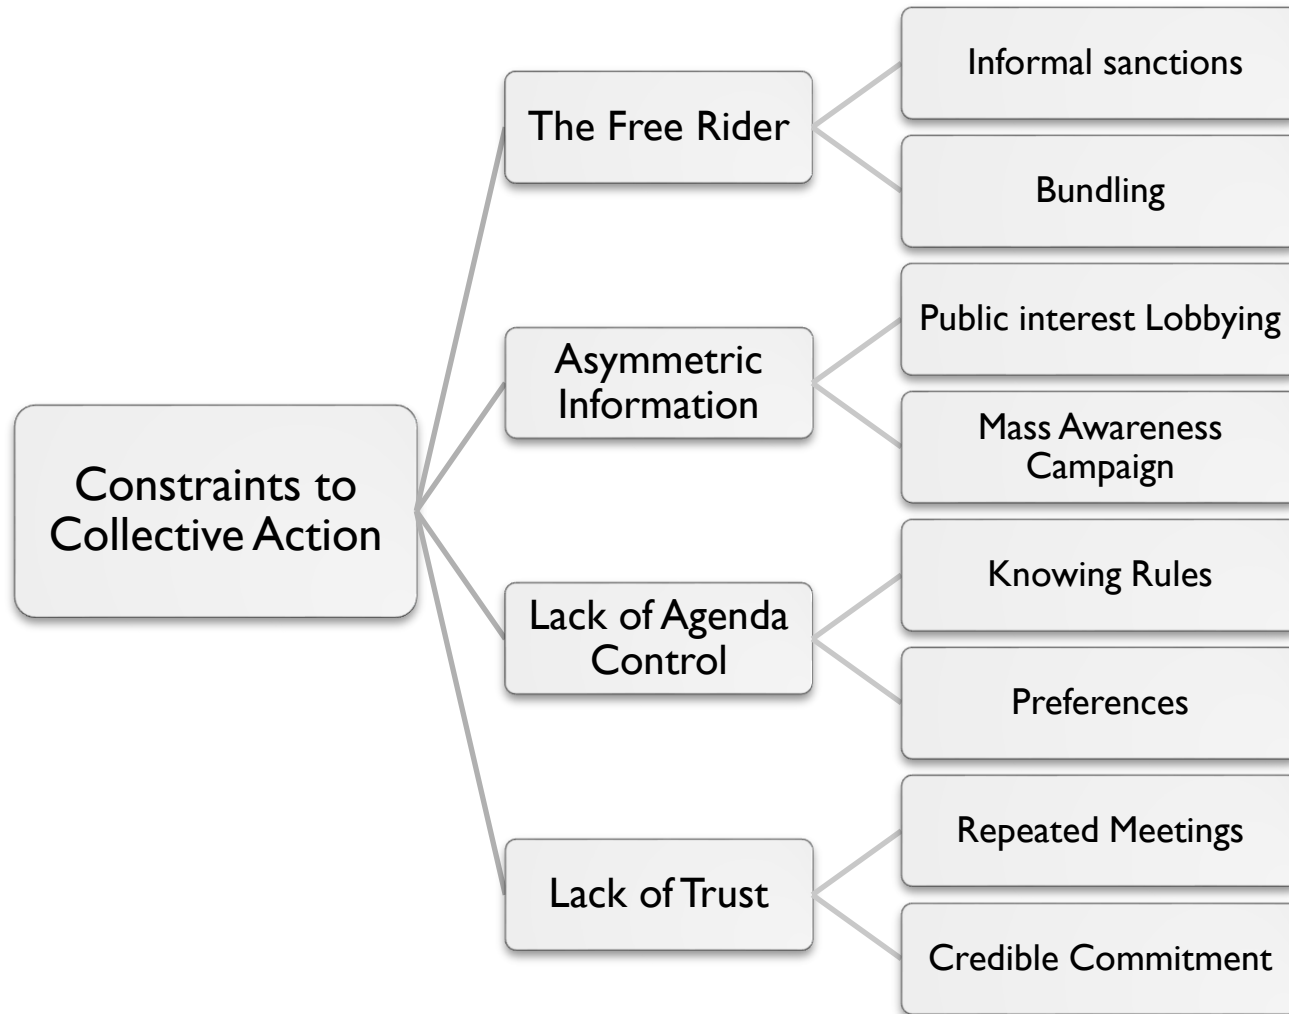 Constraints to
Collective Action
The Free Rider
Informal sanctions
Bundling
Asymmetric
Information
Public interest Lobbying
Mass Awareness
Campaign
Lack of Agenda
Control
Knowing Rules
Preferences
Lack of Trust
Repeated Meetings
Credible Commitment